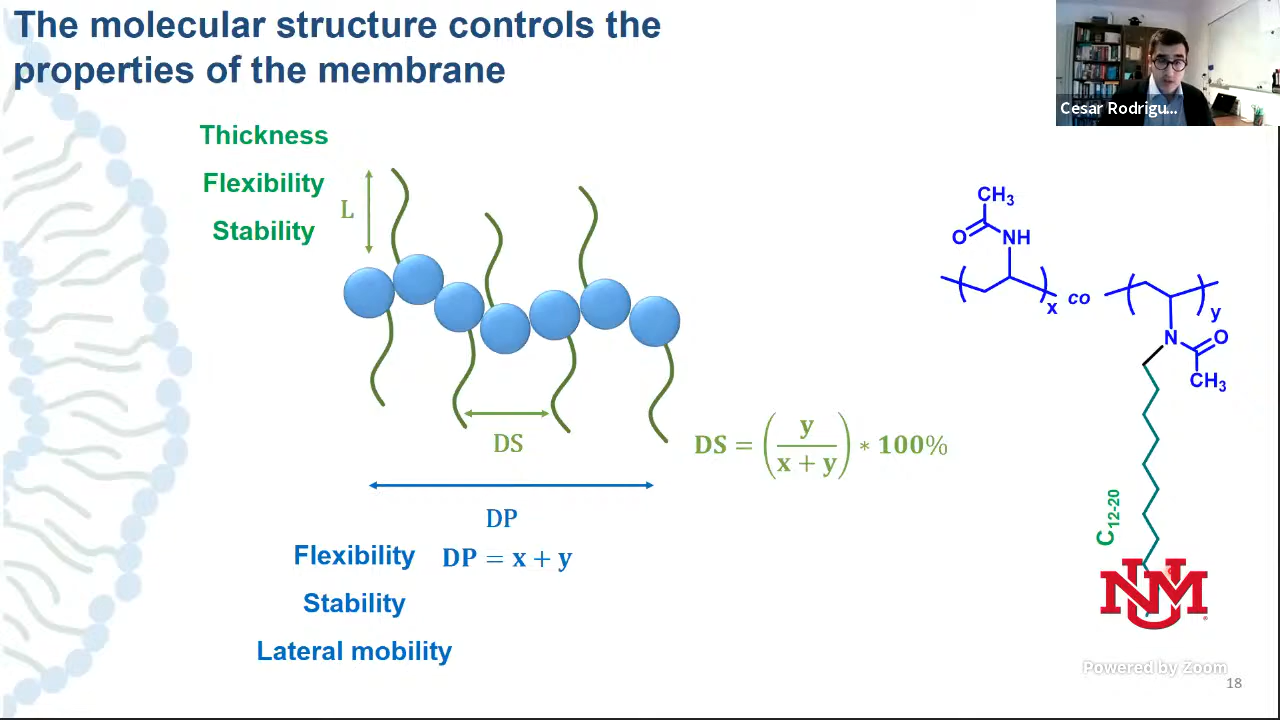 The molecular structure controls the
properties of the membrane
Cesar Rodrigu...
Thickness
Flexibility
Stability
L
DS
DS = (y / x + y) * 100%
DP
Flexibility
DP = x + y
Stability
Lateral mobility
CH₃
O
NH
x
co
y
N
O
CH₃
C₁₂₋₂₀
UNM
Powered by Zoom
18